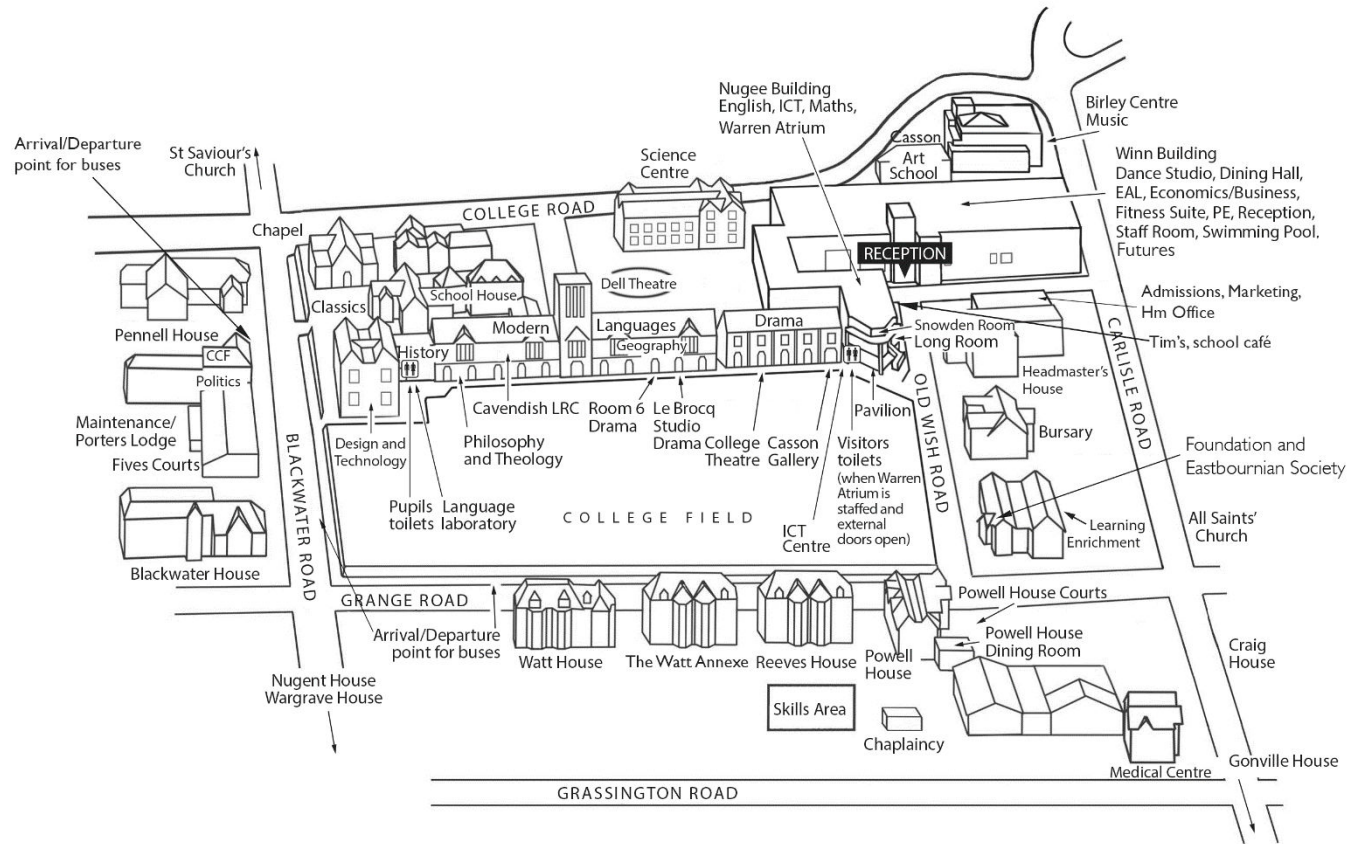 Arrival/Departure
point for buses
St Saviour's
Church
Chapel
COLLEGE ROAD
Science
Centre
Nugee Building
English, ICT, Maths,
Warren Atrium
Casson
Art
School
Birley Centre
Music
Winn Building
Dance Studio, Dining Hall,
EAL, Economics/Business,
Fitness Suite, PE, Reception,
Staff Room, Swimming Pool,
Futures
RECEPTION
Admissions, Marketing,
Hm Office
Tim's, school café
Pennell House
CCF
Politics
Maintenance/
Porters Lodge
Fives Courts
Blackwater House
BLACKWATER ROAD
Classics
School House
History
Modern
Languages
Geography
Dell Theatre
Drama
Snowden Room
Long Room
Headmaster's
House
CARLISLE ROAD
OLD WISH ROAD
Bursary
Foundation and
Eastbournian Society
Learning
Enrichment
All Saints'
Church
Design and
Technology
Pupils
toilets
Language
laboratory
Philosophy
and Theology
Cavendish LRC
Room 6
Drama
Le Brocq
Studio
Drama
College
Theatre
Casson
Gallery
ICT
Centre
Visitors
toilets
(when Warren
Atrium is
staffed and
external
doors open)
Pavilion
COLLEGE FIELD
GRANGE ROAD
Arrival/Departure
point for buses
Nugent House
Wargrave House
Watt House
The Watt Annexe
Reeves House
Powell
House
Powell House Courts
Powell House
Dining Room
Craig
House
Skills Area
Chaplaincy
Medical Centre
Gonville House
GRASSINGTON ROAD